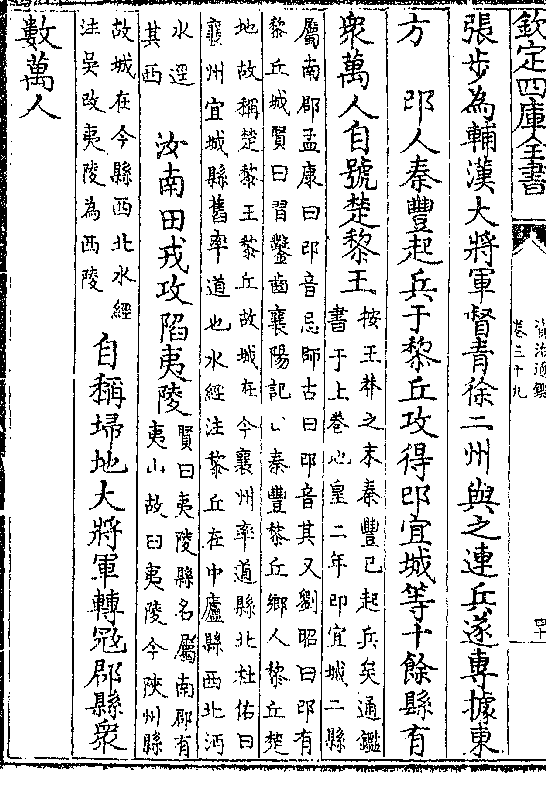 欽定四庫全書
資治通鑑
卷三十九
四十
張步為輔漢大將軍督青徐二州與之連兵遂專據東
方　邔人秦豐起兵于黎丘攻得邔宜城等十餘縣有
衆萬人自號楚黎王
按王莽之末秦豐已起兵矣通鑑
書于上卷地皇二年邔宜城二縣
屬南郡孟康曰邔音忌師古曰邔音其又劉昭曰邔有
黎丘城賢曰習鑿齒襄陽記ㄥ秦豐黎丘鄉人黎丘楚
地故稱楚黎王黎丘故城在今襄州率道縣北杜佑曰
襄州宜城縣舊率道也水經注黎丘在中廬縣西北沔
水逕
其西
汝南田戎攻陷夷陵
賢曰夷陵縣名屬南郡有
夷山故曰夷陵今陜州縣
故城在今縣西北水經
注吳改夷陵為西陵
自稱埽地大將軍轉冦郡縣衆
數萬人